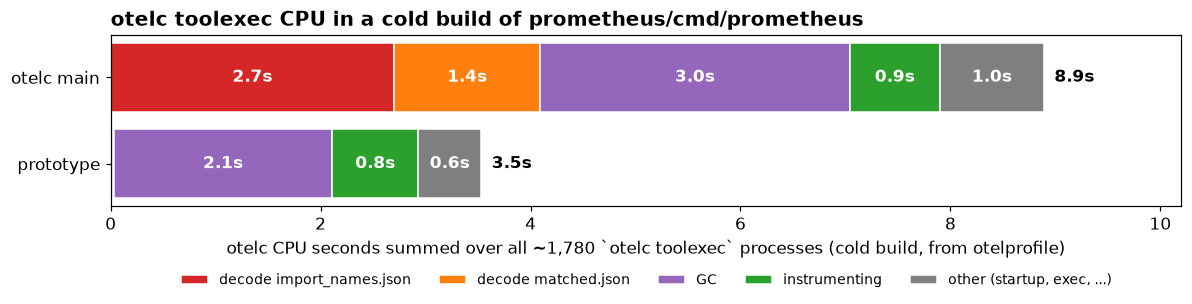 otelc toolexec CPU in a cold build of prometheus/cmd/prometheus
otelc main
2.7s 1.4s 3.0s 0.9s 1.0s 8.9s
prototype
2.1s 0.8s 0.6s 3.5s
0 2 4 6 8 10
otelc CPU seconds summed over all ~1,780 `otelc toolexec` processes (cold build, from otelprofile)
decode import_names.json decode matched.json GC instrumenting other (startup, exec, ...)